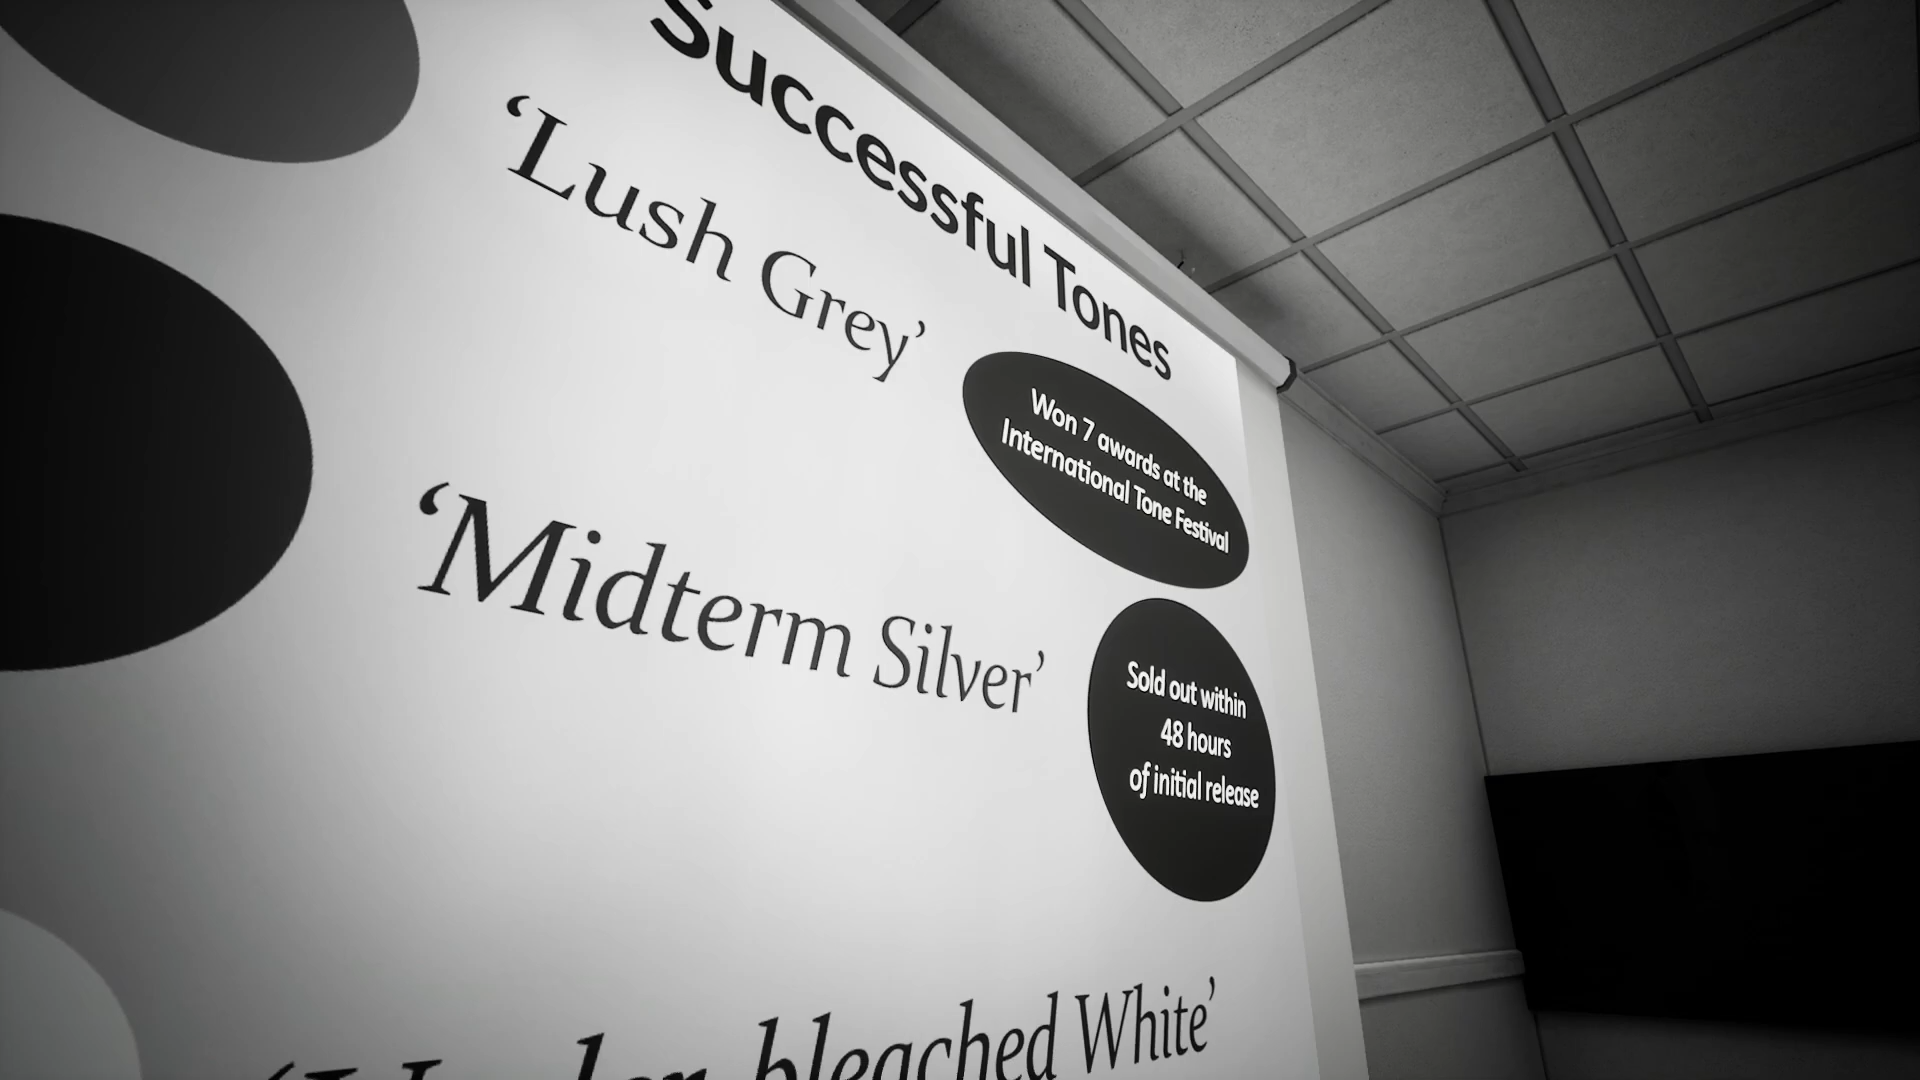 Successful Tones
‘Lush Grey’
Won 7 awards at the
International Tone Festival
‘Midterm Silver’
Sold out within
48 hours
of initial release
‘Under bleached White’